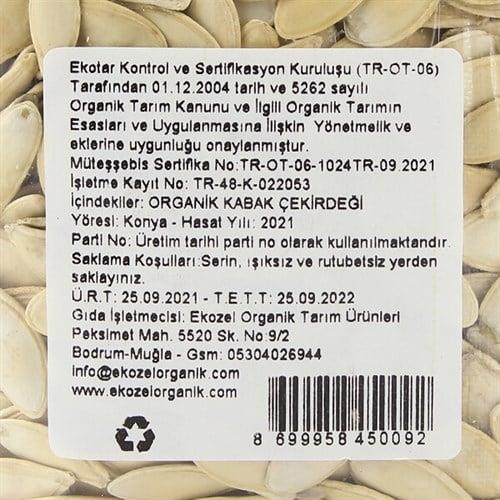 Ekotar Kontrol ve Sertifikasyon Kuruluşu (TR-OT-06)
Tarafından 01.12.2004 tarih ve 5262 sayılı
Organik Tarım Kanunu ve İlgili Organik Tarımın
Esasları ve Uygulanmasına İlişkin Yönetmelik ve
eklerine uygunluğu onaylanmıştur.
Müteşşebis Sertifika No:TR-OT-06-1024TR-09.2021
İşletme Kayıt No: TR-48-K-022053
İçindekiler: ORGANİK KABAK ÇEKİRDEĞİ
Yöresi: Konya - Hasat Yılı: 2021
Parti No: Üretim tarihi parti no olarak kullanılmaktandır.
Saklama Koşulları:Serin, ışıksız ve rutubetsiz yerden
saklayınız.
Ü.R.T: 25.09.2021 - T.E.T.T: 25.09.2022
Gıda İşletmecisi: Ekozel Organik Tarım Ürünleri
Peksimet Mah. 5520 Sk. No:9/2
Bodrum-Muğla - Gsm: 05304026944
info@ekozelorganik.com
www.ekozelorganik.com
8 699958 450092